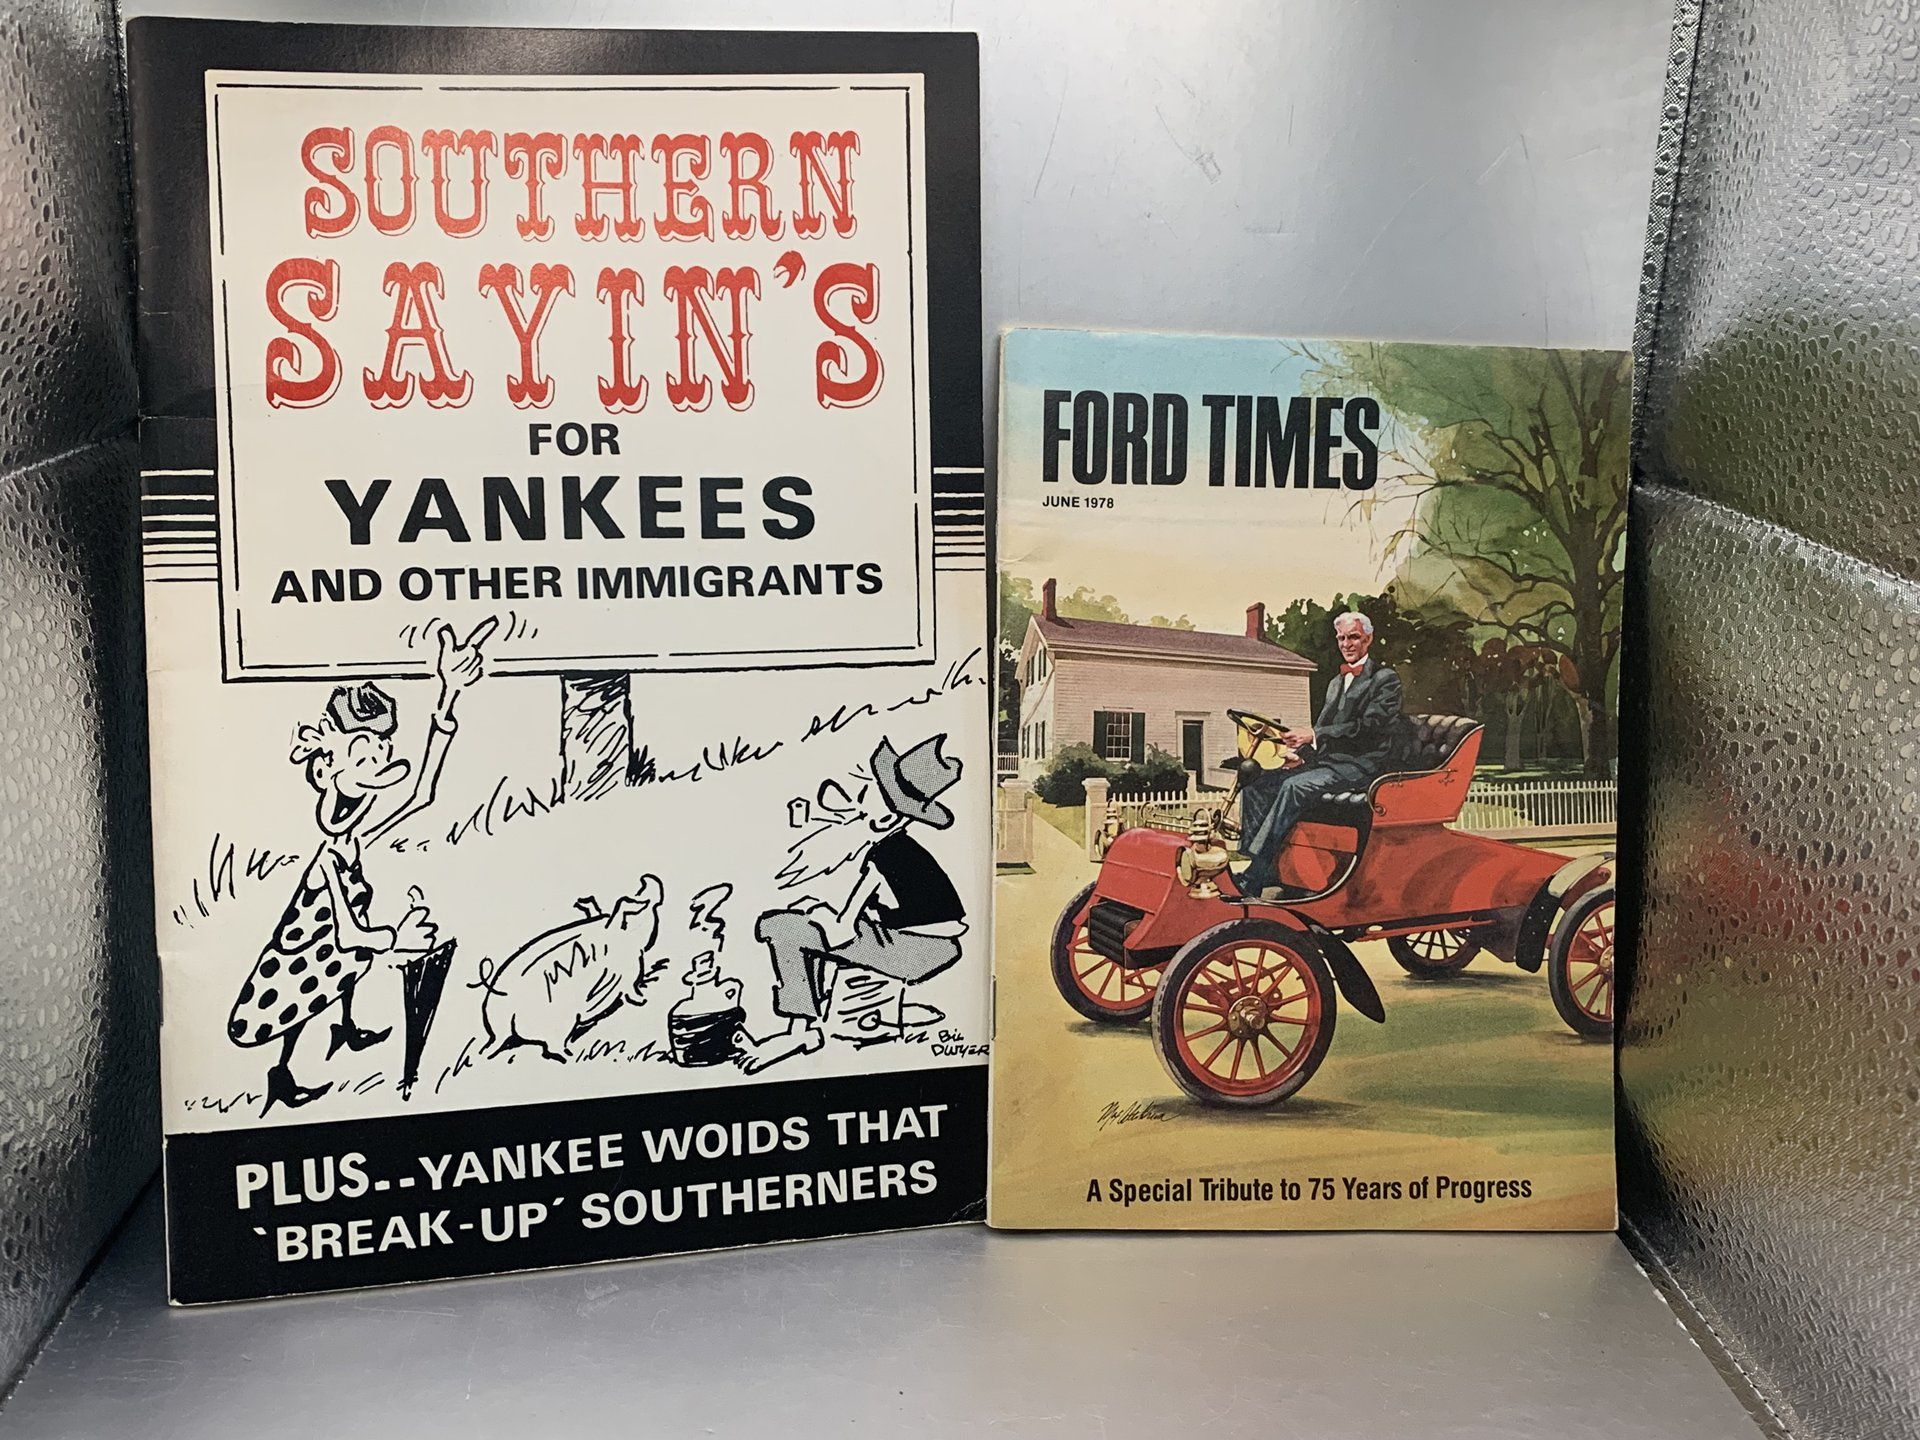 SOUTHERN
SAYIN'S
FOR
YANKEES
AND OTHER IMMIGRANTS
BIL
DWYER
PLUS..YANKEE WOIDS THAT
'BREAK-UP' SOUTHERNERS
FORD TIMES
JUNE 1978
A Special Tribute to 75 Years of Progress